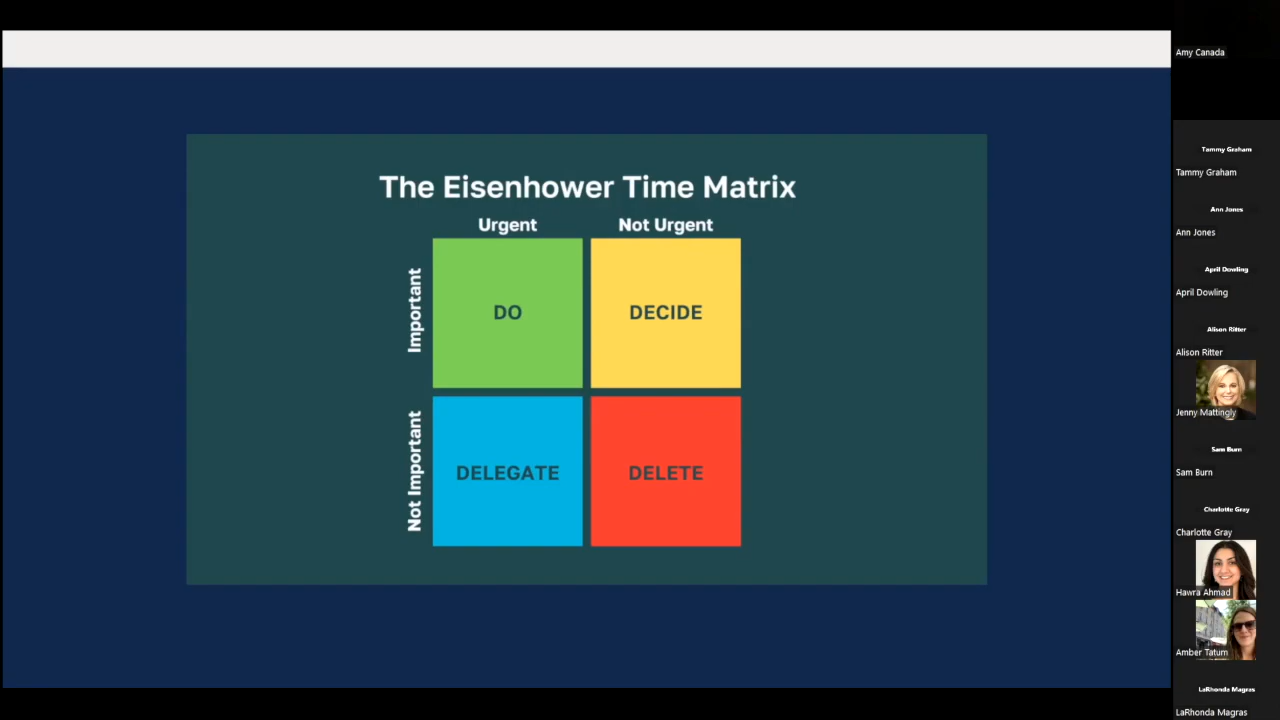 The Eisenhower Time Matrix
Urgent
Not Urgent
Important
DO
DECIDE
Not Important
DELEGATE
DELETE
Amy Canada
Tammy Graham
Tammy Graham
Ann Jones
Ann Jones
April Dowling
April Dowling
Alison Ritter
Alison Ritter
Jenny Mattingly
Sam Burn
Sam Burn
Charlotte Gray
Charlotte Gray
Hawra Ahmad
Amber Tatum
LaRhonda Magras
LaRhonda Magras